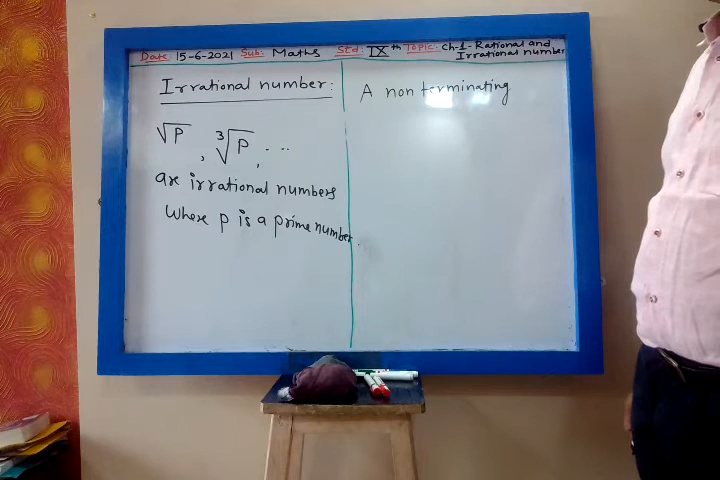 Date: 15-6-2021 Sub: Maths Std: IXth Topic: Ch-1-Rational and
Irrational number
Irrational number:
√P, ∛P, ...
are irrational numbers
where p is a prime number.
A non terminating